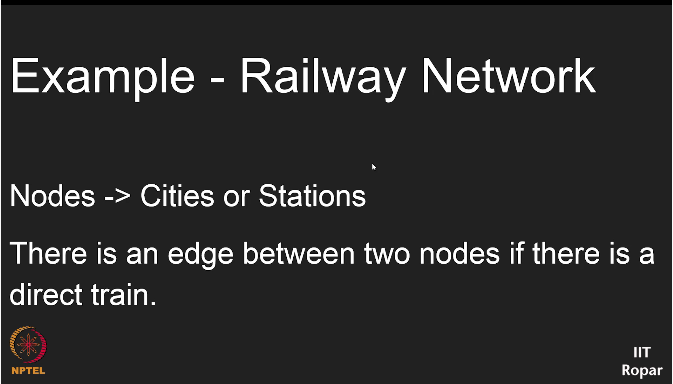 Example - Railway Network
Nodes -> Cities or Stations
There is an edge between two nodes if there is a
direct train.
NPTEL
IIT
Ropar